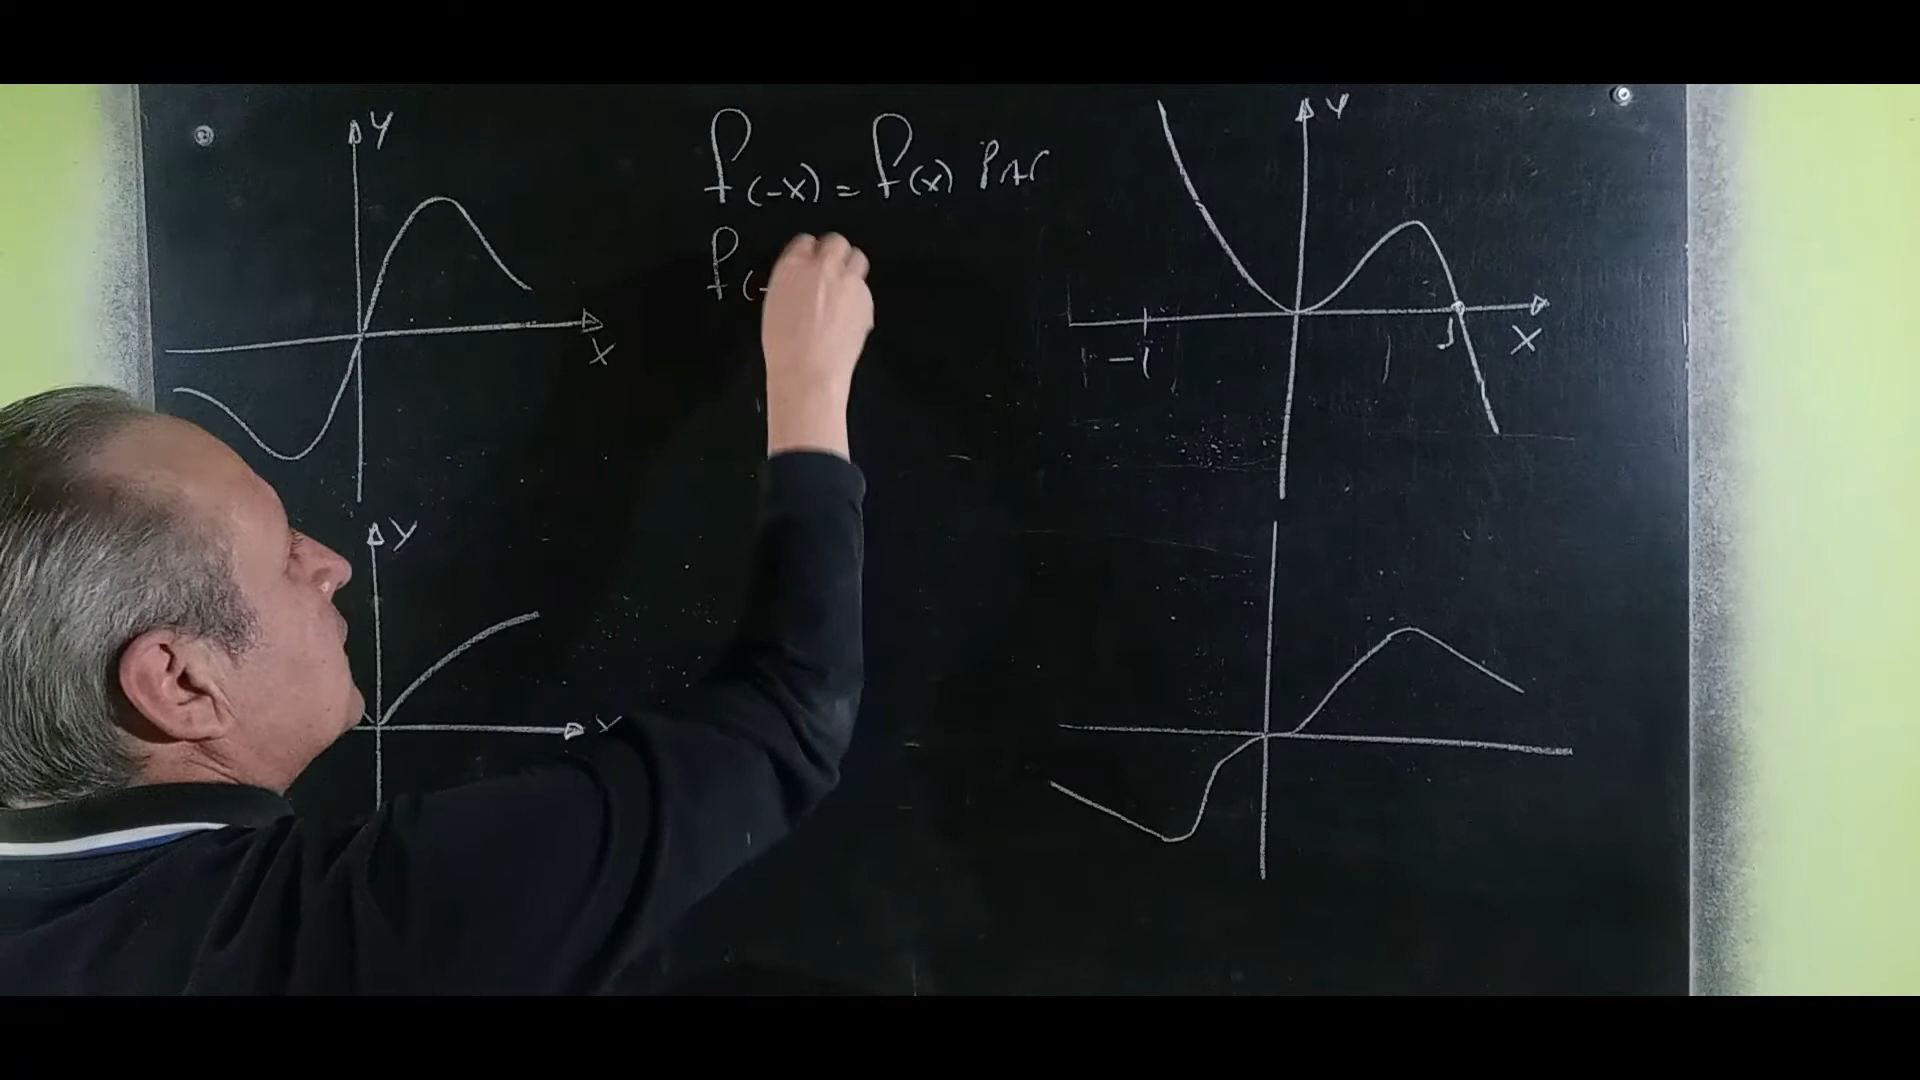 Y
X
f(-x) = f(x) Par
f(-
Y
X
-1
1
X
Y
X